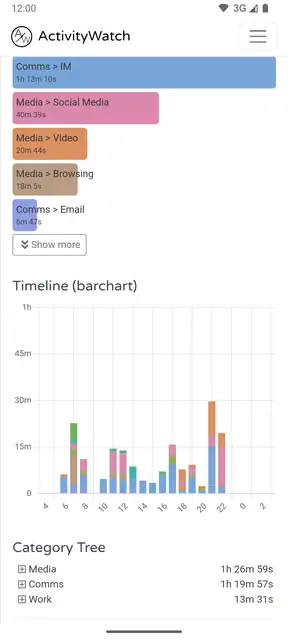 12:00
3G
ActivityWatch
Comms > IM
1h 13m 10s
Media > Social Media
40m 39s
Media > Video
20m 44s
Media > Browsing
18m 5s
Comms > Email
6m 47s
Show more
Timeline (barchart)
1h
45m
30m
15m
0
4 6 8 10 12 14 16 18 20 22 0 2
Category Tree
Media 1h 26m 59s
Comms 1h 19m 57s
Work 13m 31s